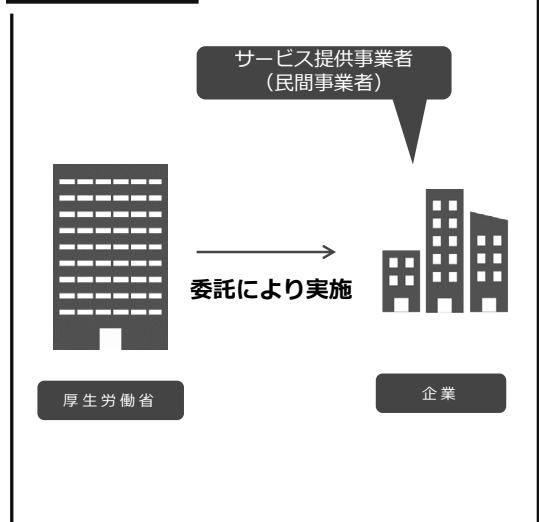 サービス提供事業者
（民間事業者）
委託により実施
厚生労働省
企業